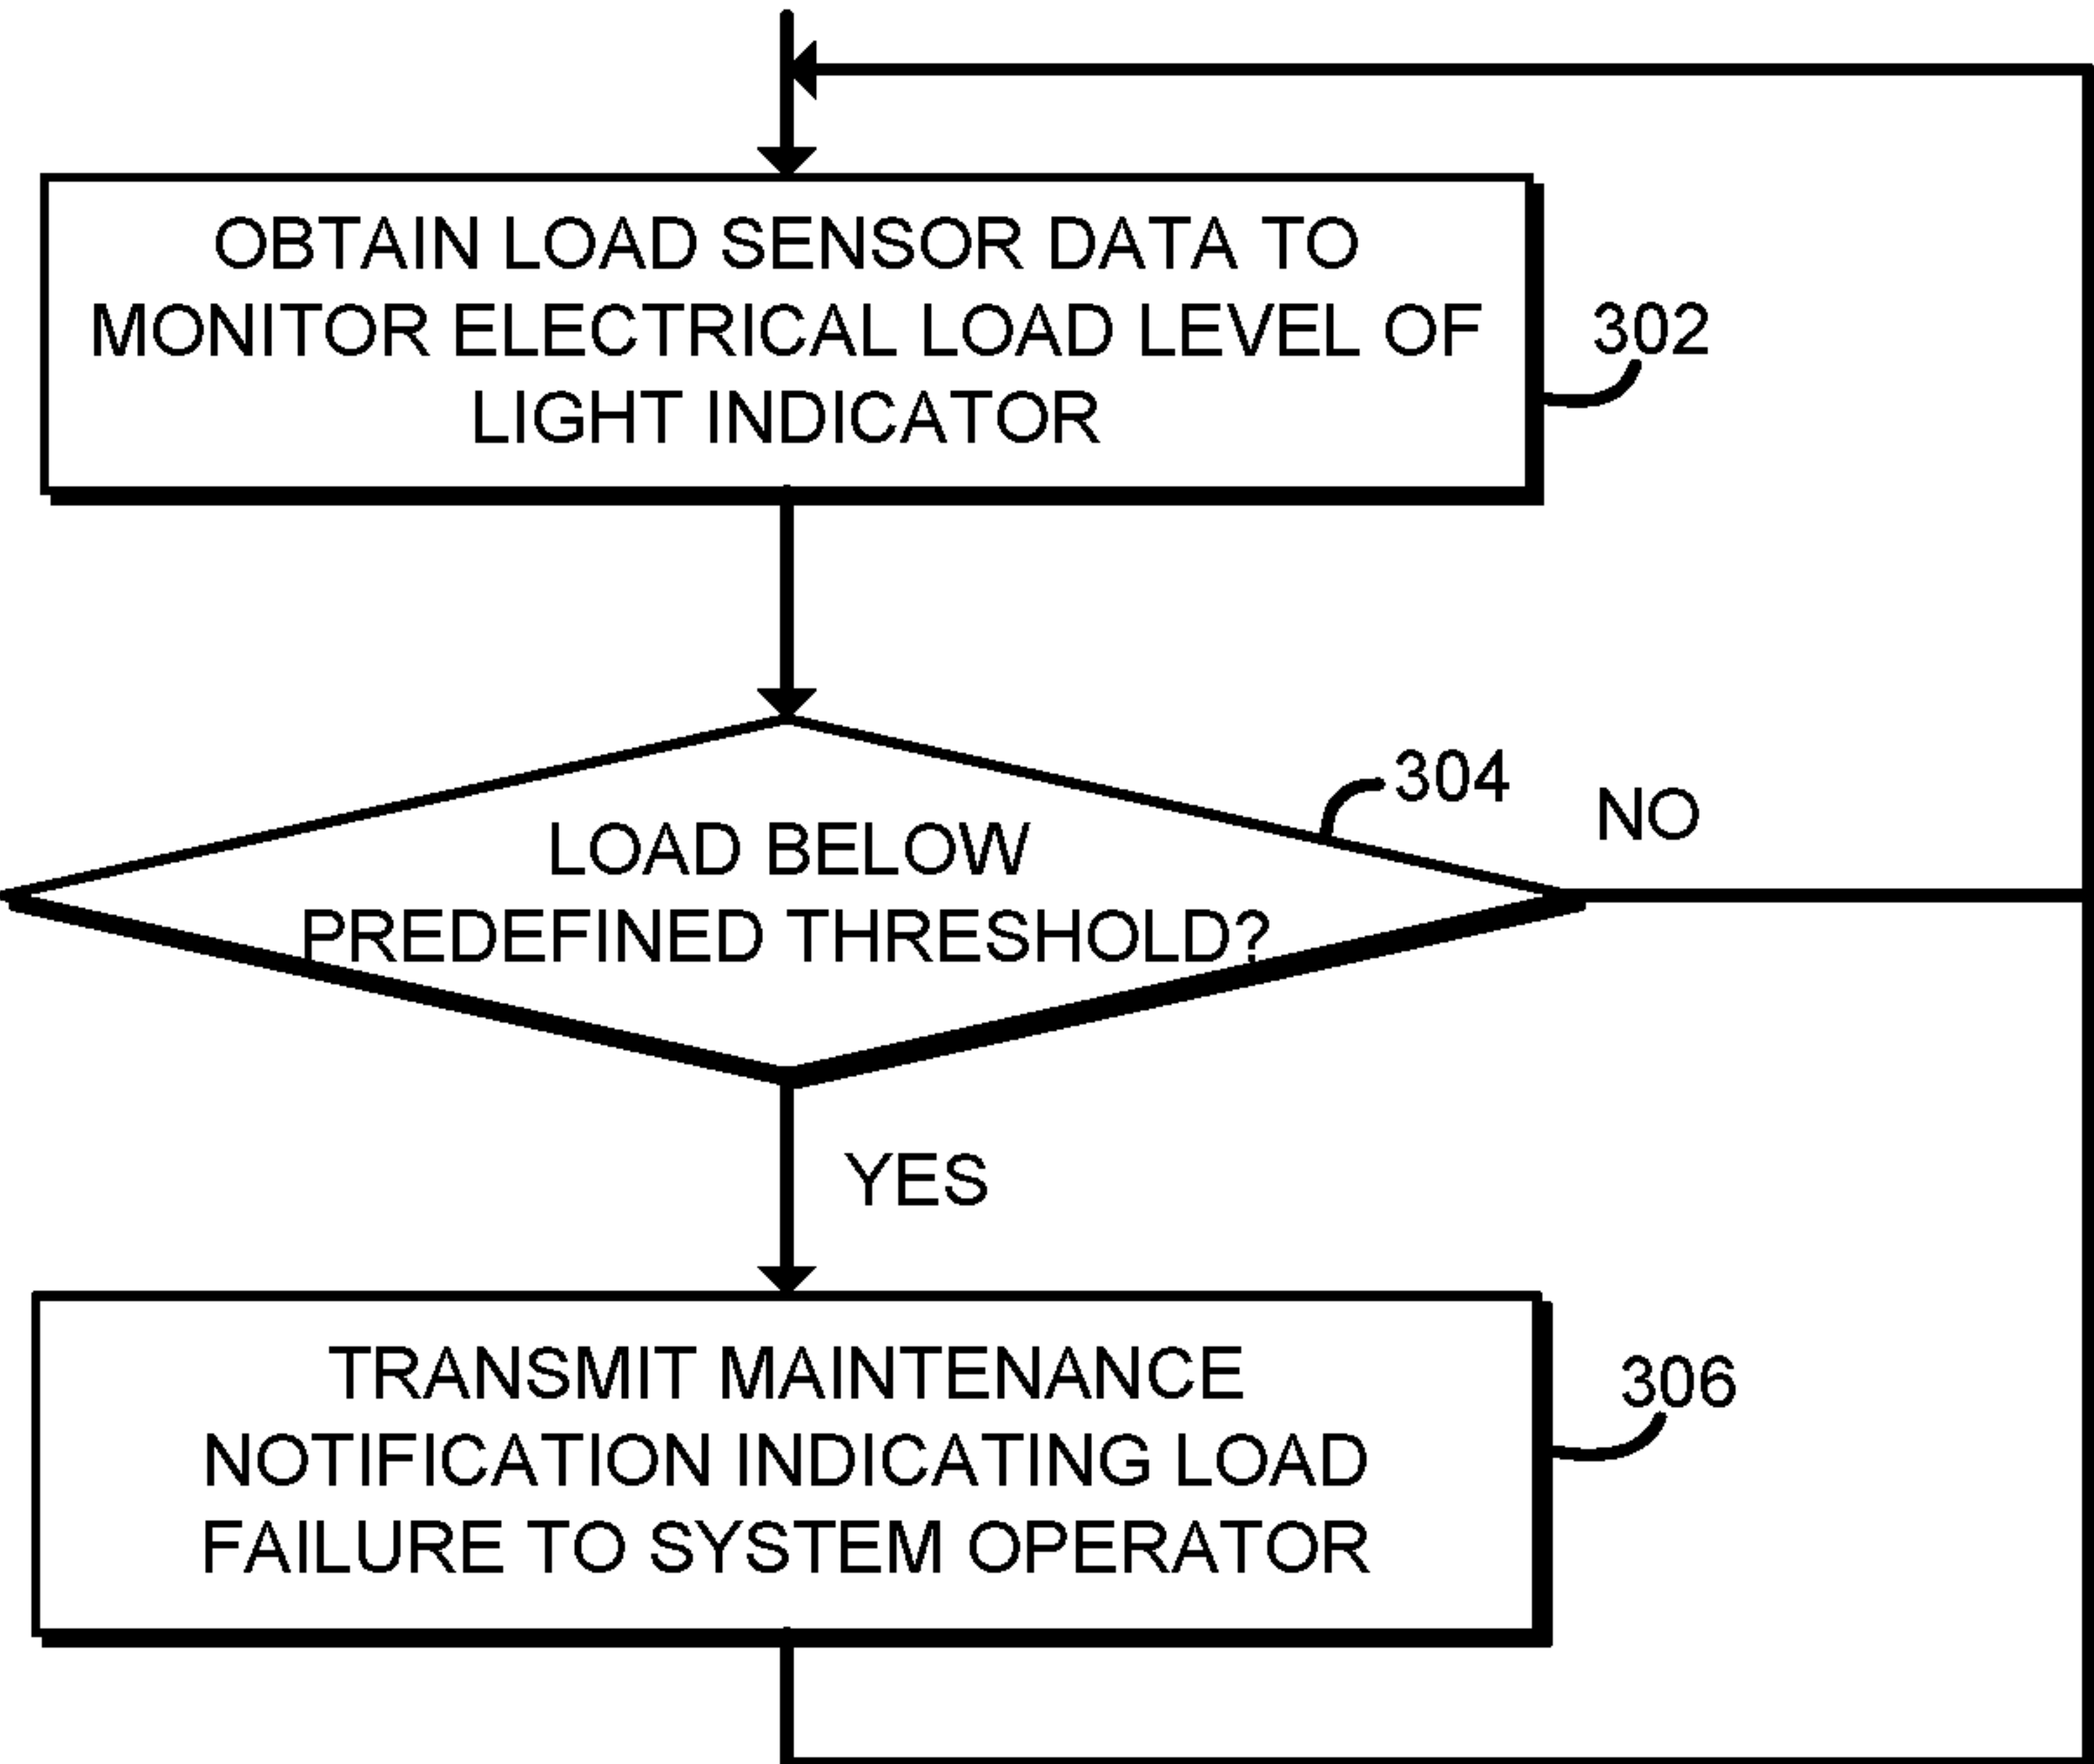 OBTAIN LOAD SENSOR DATA TO
MONITOR ELECTRICAL LOAD LEVEL OF
LIGHT INDICATOR
302
304
NO
LOAD BELOW
PREDEFINED THRESHOLD?
YES
TRANSMIT MAINTENANCE
NOTIFICATION INDICATING LOAD
FAILURE TO SYSTEM OPERATOR
306